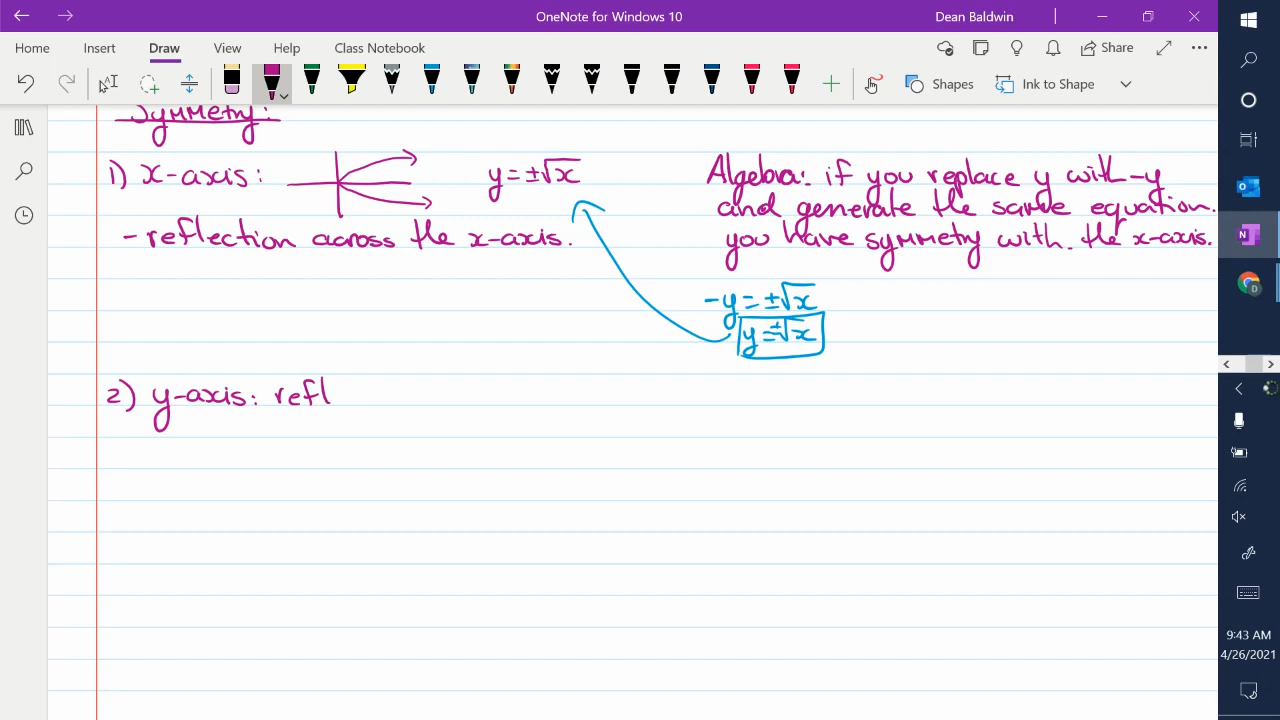 OneNote for Windows 10
Dean Baldwin
Home Insert Draw View Help Class Notebook
Share
Shapes
Ink to Shape
Symmetry:
1) x-axis:
y = ±√x
- reflection across the x-axis.
Algebra: if you replace y with -y
and generate the same equation.
you have symmetry with the x-axis.
-y = ±√x
y = ±√x
2) y-axis: refl
9:43 AM
4/26/2021